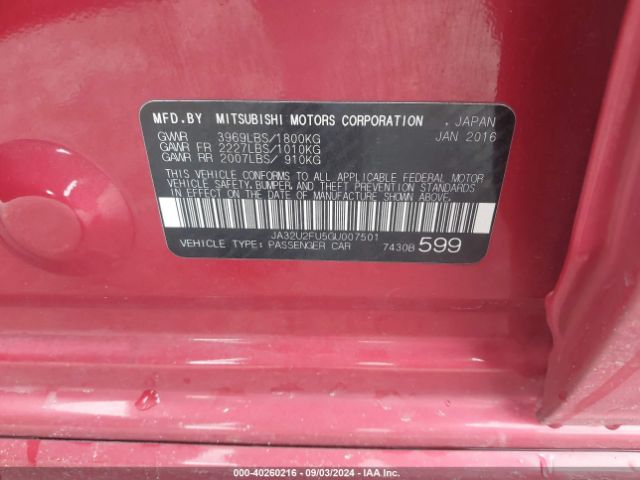 MFD.BY MITSUBISHI MOTORS CORPORATION , JAPAN
GVWR 3969LBS/1800KG JAN 2016
GAWR FR 2227LBS/1010KG
GAWR RR 2007LBS/ 910KG
THIS VEHICLE CONFORMS TO ALL APPLICABLE FEDERAL MOTOR
VEHICLE SAFETY, BUMPER, AND THEFT PREVENTION STANDARDS
IN EFFECT ON THE DATE OF MANUFACTURE SHOWN ABOVE.
JA32U2FU5GU007501
VEHICLE TYPE: PASSENGER CAR 7430B 599
000-40260216 - 09/03/2024 - IAA Inc.